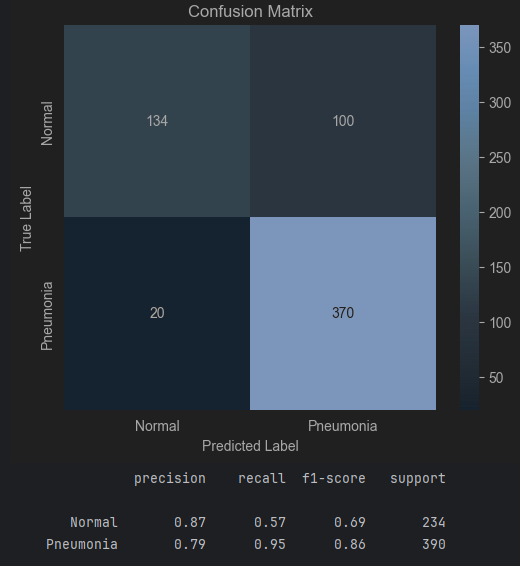 Confusion Matrix
Normal 134 100
Pneumonia 20 370
True Label
Normal Pneumonia
Predicted Label
350
300
250
200
150
100
50
precision recall f1-score support
Normal 0.87 0.57 0.69 234
Pneumonia 0.79 0.95 0.86 390